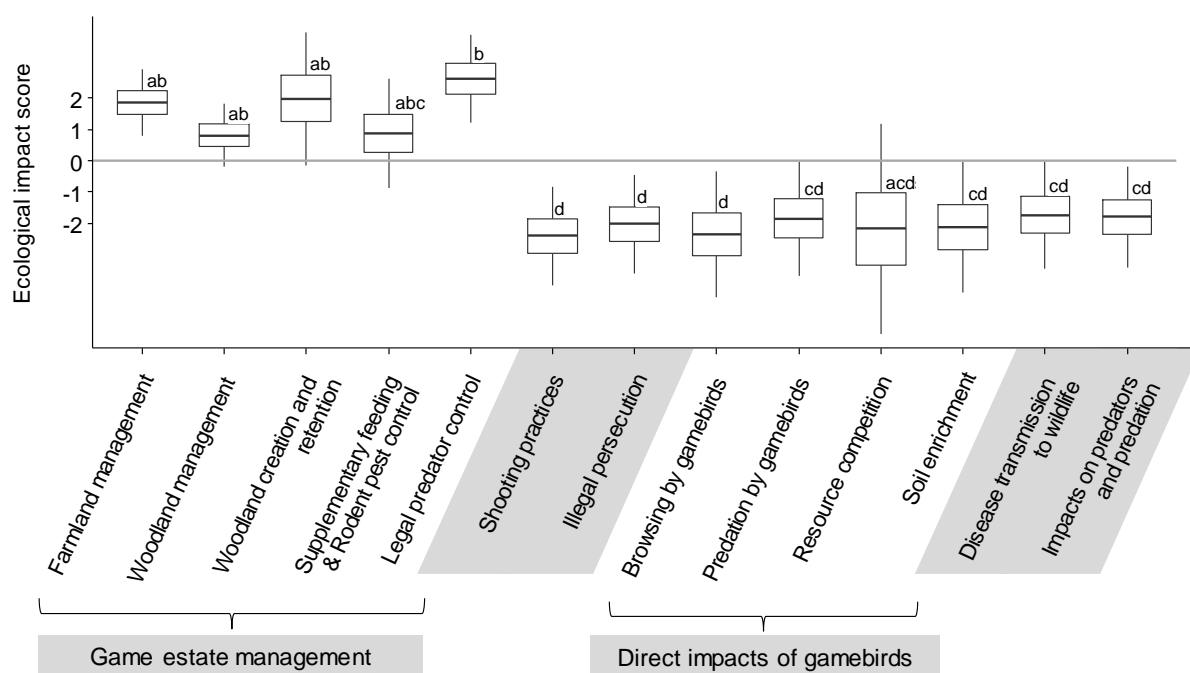 Ecological impact score
2
1
0
-1
-2
ab
ab
ab
abc
b
d
d
d
cd
acd
cd
cd
cd
Farmland management
Woodland management
Woodland creation and
retention
Supplementary feeding
& Rodent pest control
Legal predator control
Shooting practices
Illegal persecution
Browsing by gamebirds
Predation by gamebirds
Resource competition
Soil enrichment
Disease transmission
to wildlife
Impacts on predators
and predation
Game estate management
Direct impacts of gamebirds